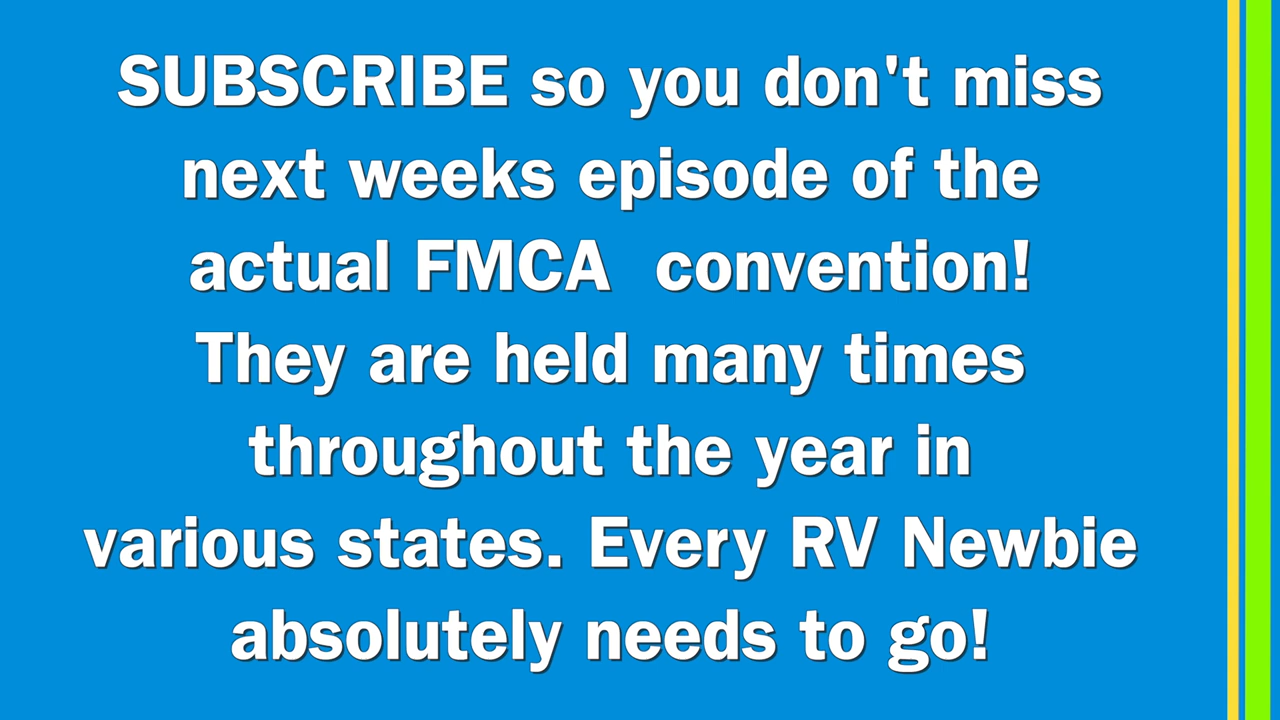 SUBSCRIBE so you don't miss
next weeks episode of the
actual FMCA  convention!
They are held many times
throughout the year in
various states. Every RV Newbie
absolutely needs to go!